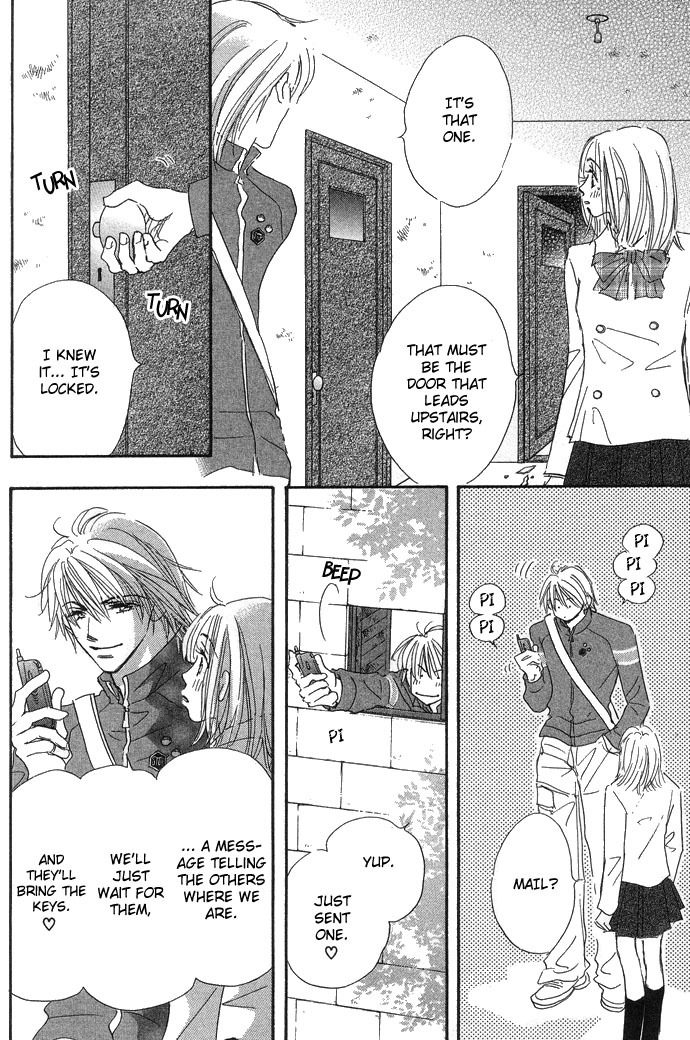 IT'S
THAT
ONE.
THAT MUST
BE THE
DOOR THAT
LEADS
UPSTAIRS,
RIGHT?
TURN
TURN
I KNEW
IT... IT'S
LOCKED.
PI
PI
PI
PI
PI
MAIL?
BEEP
PI
YUP.
JUST
SENT
ONE.
♡
... A MESS-
AGE TELLING
THE OTHERS
WHERE WE
ARE.
WE'LL
JUST
WAIT FOR
THEM,
AND
THEY'LL
BRING THE
KEYS.
♡